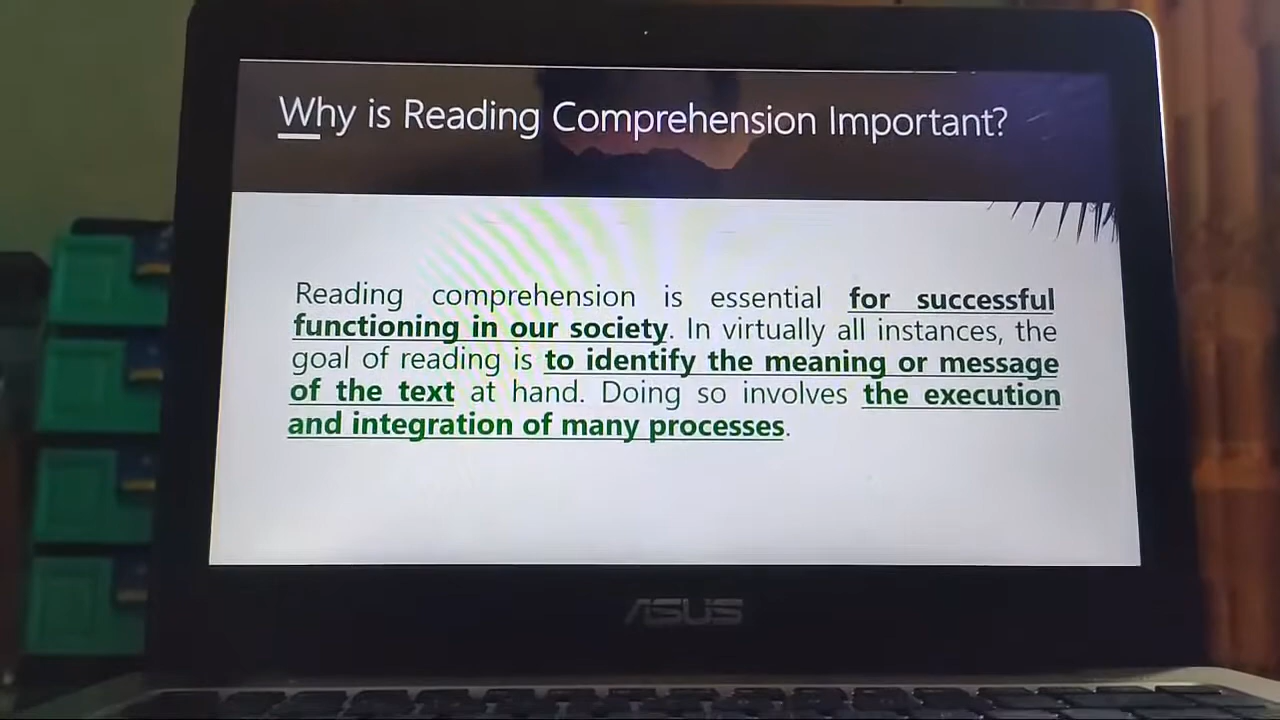 Why is Reading Comprehension Important?
Reading comprehension is essential for successful
functioning in our society. In virtually all instances, the
goal of reading is to identify the meaning or message
of the text at hand. Doing so involves the execution
and integration of many processes.
ASUS